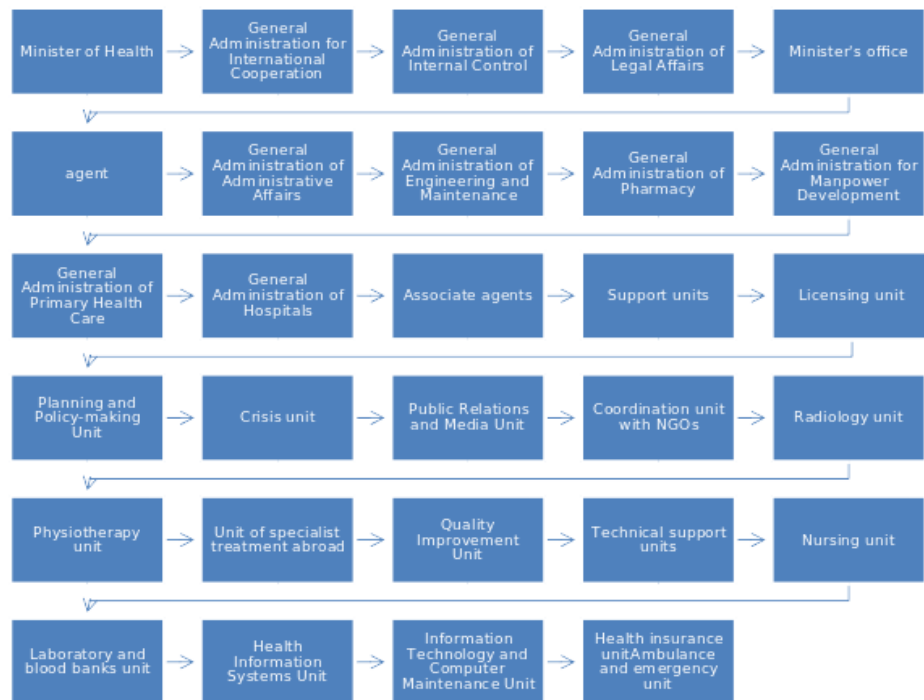 Minister of Health
General
Administration for
International
Cooperation
General
Administration of
Internal Control
General
Administration of
Legal Affairs
Minister's office
agent
General
Administration of
Administrative
Affairs
General
Administration of
Engineering and
Maintenance
General
Administration of
Pharmacy
General
Administration for
Manpower
Development
General
Administration of
Primary Health
Care
General
Administration of
Hospitals
Associate agents
Support units
Licensing unit
Planning and
Policy-making
Unit
Crisis unit
Public Relations
and Media Unit
Coordination unit
with NGOs
Radiology unit
Physiotherapy
unit
Unit of specialist
treatment abroad
Quality
Improvement
Unit
Technical support
units
Nursing unit
Laboratory and
blood banks unit
Health
Information
Systems Unit
Information
Technology and
Computer
Maintenance Unit
Health insurance
unitAmbulance
and emergency
unit